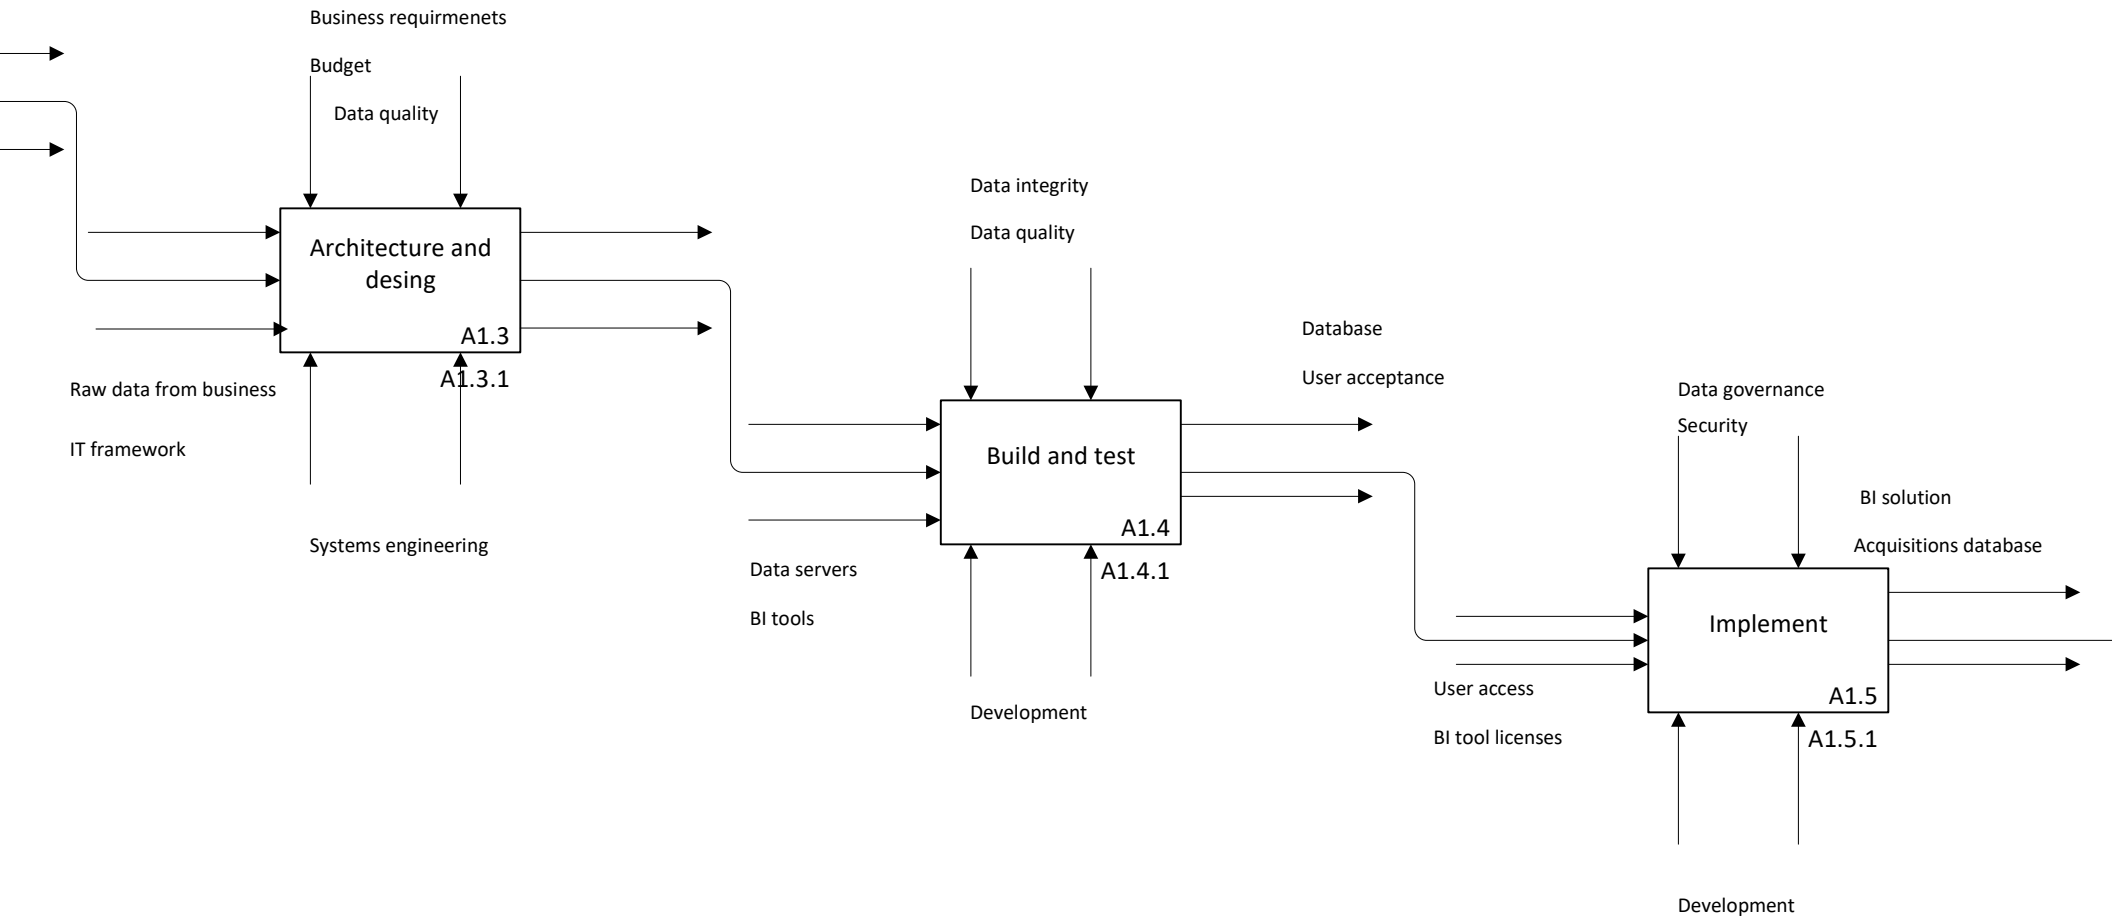 Business requirmenets
Budget
Data quality
Architecture and
desing
A1.3
A1.3.1
Raw data from business
IT framework
Systems engineering
Data integrity
Data quality
Build and test
A1.4
A1.4.1
Data servers
BI tools
Development
Database
User acceptance
Data governance
Security
BI solution
Acquisitions database
Implement
A1.5
A1.5.1
User access
BI tool licenses
Development